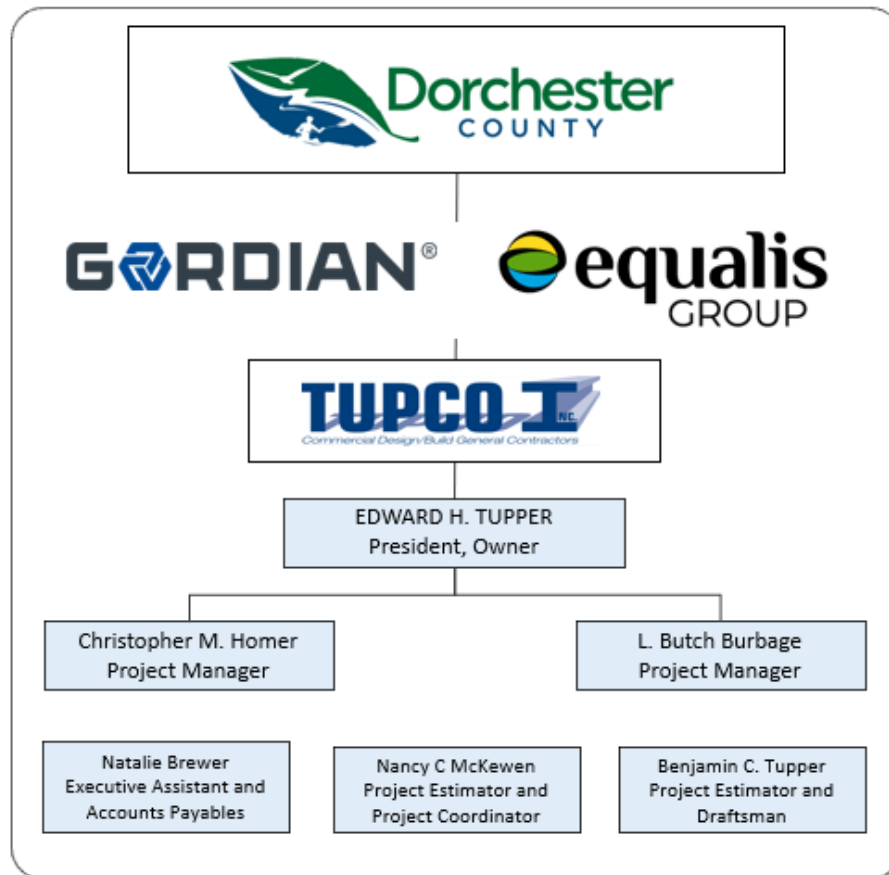 Dorchester
COUNTY
GORDIAN®
equalis
GROUP
TUPCO I INC.
Commercial Design/Build General Contractors
EDWARD H. TUPPER
President, Owner
Christopher M. Homer
Project Manager
L. Butch Burbage
Project Manager
Natalie Brewer
Executive Assistant and
Accounts Payables
Nancy C McKewen
Project Estimator and
Project Coordinator
Benjamin C. Tupper
Project Estimator and
Draftsman